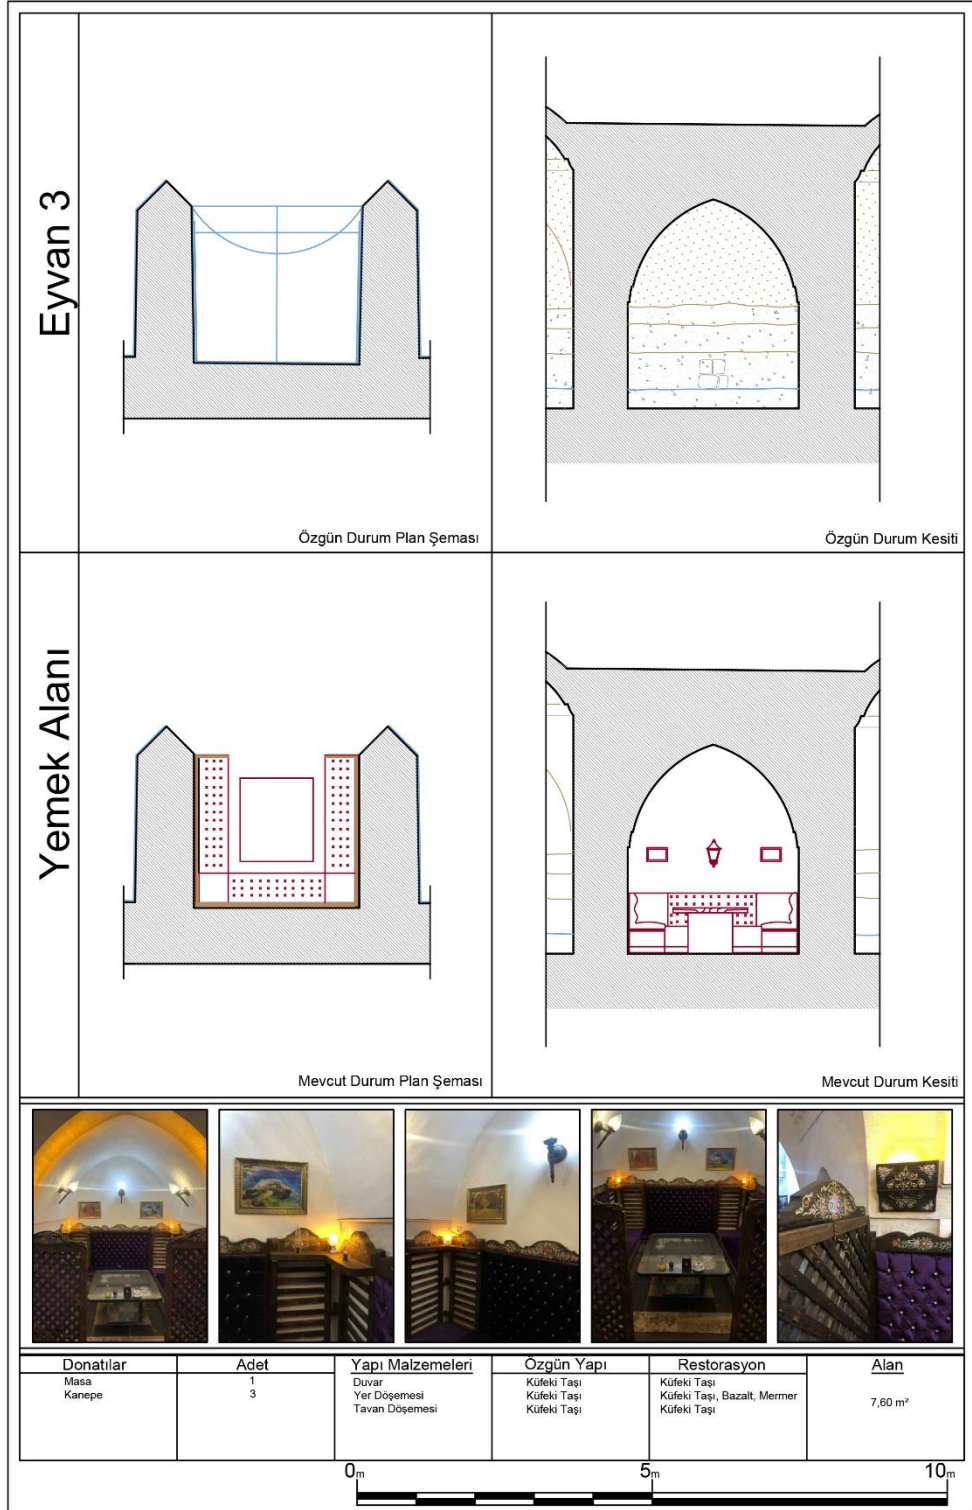 Eyvan 3
Özgün Durum Plan Şeması
Özgün Durum Kesiti
Yemek Alanı
Mevcut Durum Plan Şeması
Mevcut Durum Kesiti
Donatılar Adet Yapı Malzemeleri Özgün Yapı Restorasyon Alan
Masa 1 Duvar Küfeki Taşı Küfeki Taşı
Kanepe 3 Yer Döşemesi Küfeki Taşı Küfeki Taşı, Bazalt, Mermer 7,60 m²
Tavan Döşemesi Küfeki Taşı Küfeki Taşı
0m 5m 10m